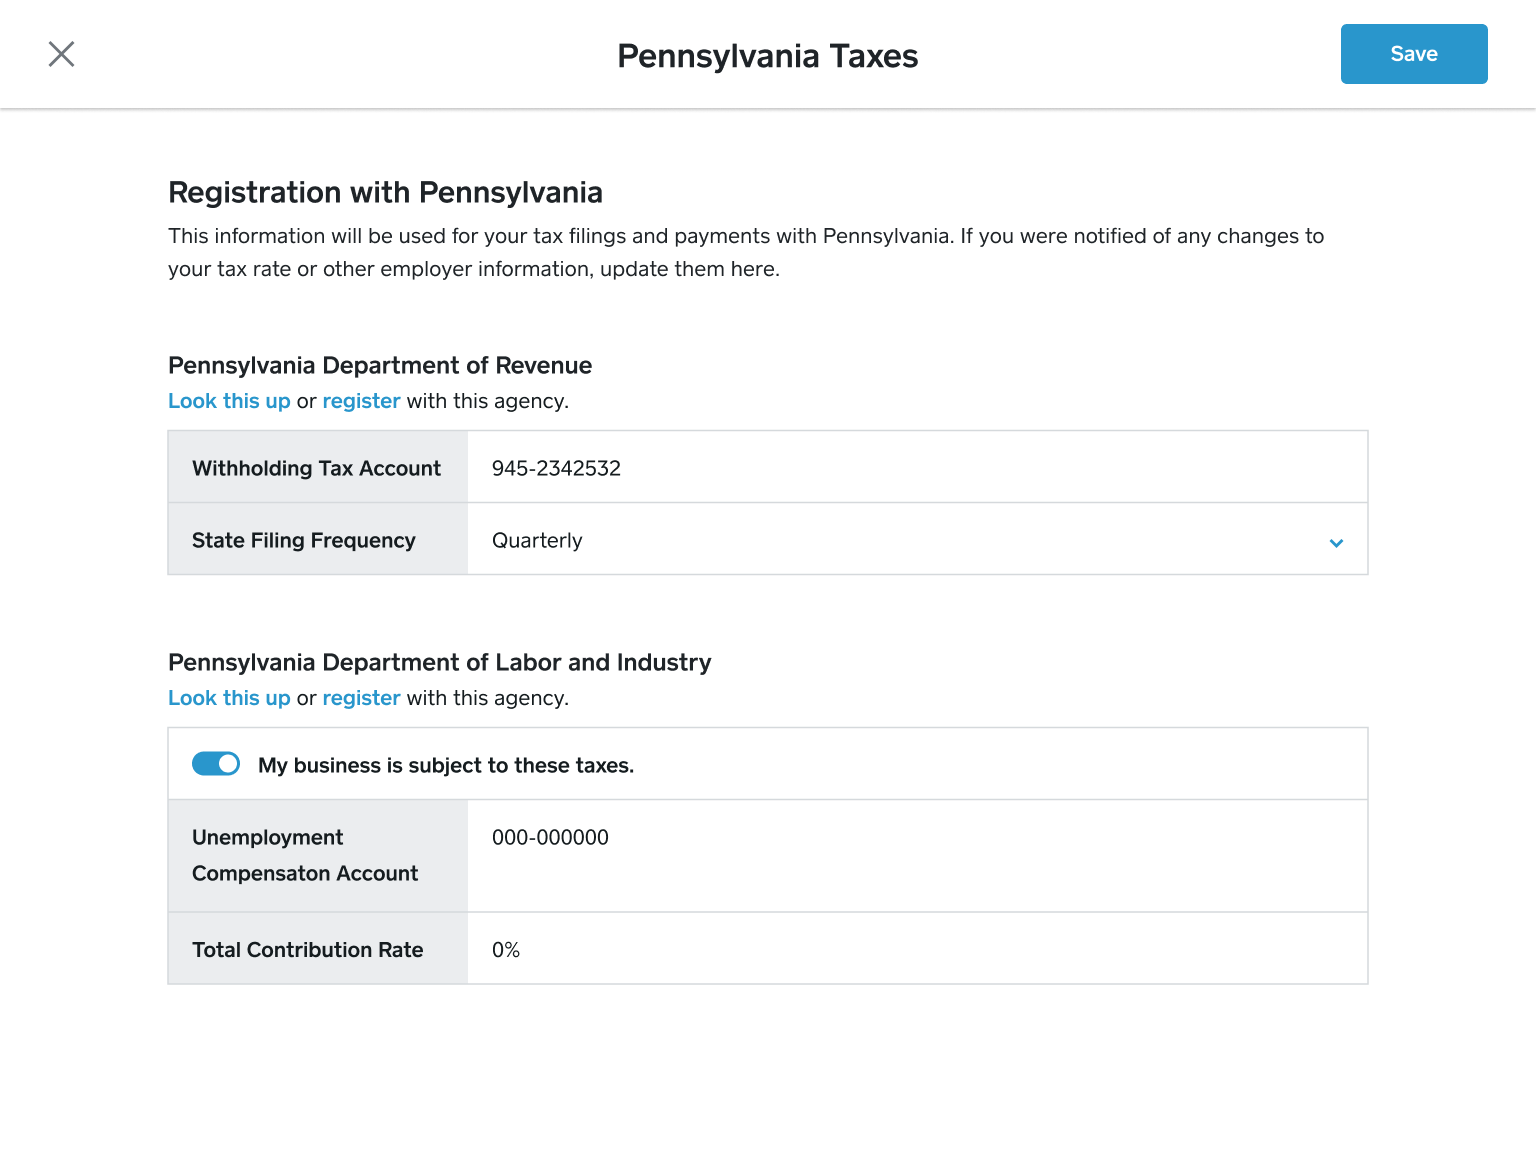 Pennsylvania Taxes
Save
Registration with Pennsylvania
This information will be used for your tax filings and payments with Pennsylvania. If you were notified of any changes to
your tax rate or other employer information, update them here.
Pennsylvania Department of Revenue
Look this up or register with this agency.
Withholding Tax Account 945-2342532
State Filing Frequency Quarterly
Pennsylvania Department of Labor and Industry
Look this up or register with this agency.
My business is subject to these taxes.
Unemployment 000-000000
Compensaton Account
Total Contribution Rate 0%